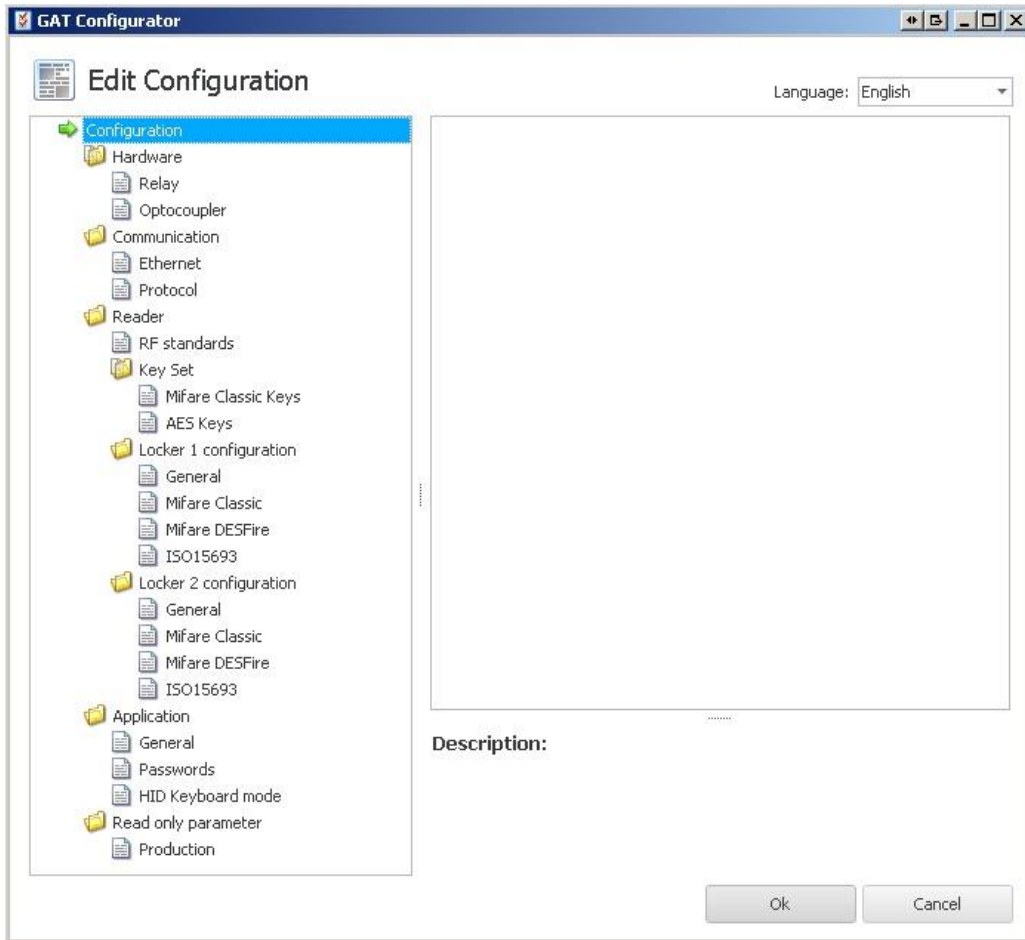 GAT Configurator
Edit Configuration
Language: English
Configuration
Hardware
Relay
Optocoupler
Communication
Ethernet
Protocol
Reader
RF standards
Key Set
Mifare Classic Keys
AES Keys
Locker 1 configuration
General
Mifare Classic
Mifare DESFire
ISO15693
Locker 2 configuration
General
Mifare Classic
Mifare DESFire
ISO15693
Application
General
Passwords
HID Keyboard mode
Read only parameter
Production
Description:
Ok Cancel